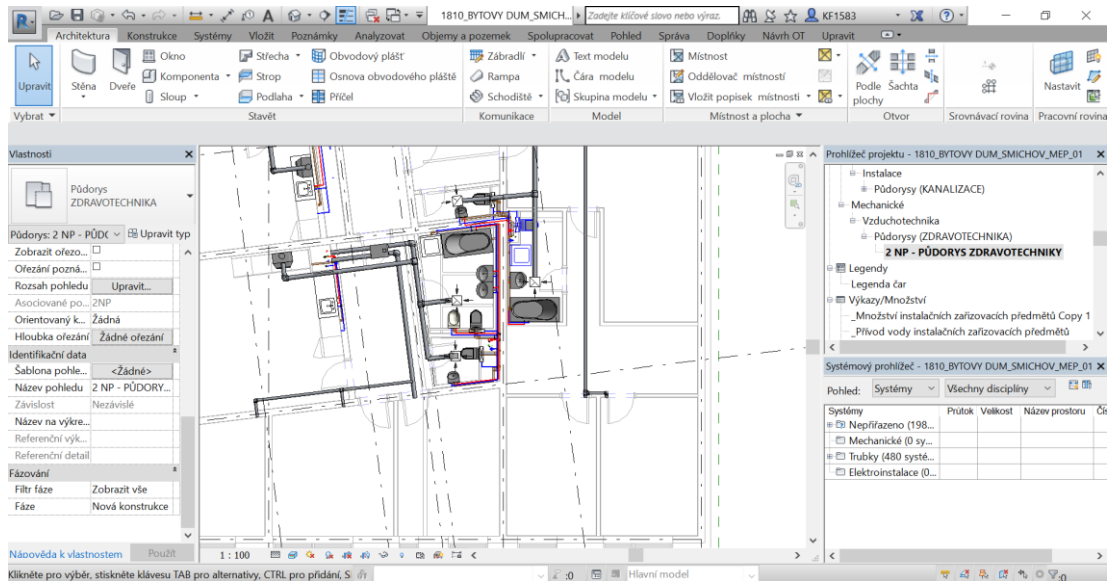 1810_BYTOVY DUM_SMICH...
Zadejte klíčové slovo nebo výraz.
KF1583
Architektura Konstrukce Systémy Vložit Poznámky Analyzovat Objemy a pozemek Spolupracovat Pohled Správa Doplňky Návrh OT Upravit
Upravit
Stěna
Dveře
Okno
Komponenta
Sloup
Střecha
Strop
Podlaha
Obvodový plášť
Osnova obvodového pláště
Příčel
Zábradlí
Rampa
Schodiště
Text modelu
Čára modelu
Skupina modelu
Místnost
Oddělovač místností
Vložit popisek místnosti
Podle plochy
Šachta
Nastavit
Vybrat
Stavět
Komunikace
Model
Místnost a plocha
Otvor
Srovnávací rovina
Pracovní rovina
Vlastnosti
Půdorys
ZDRAVOTECHNIKA
Půdorys: 2 NP - PŮDC
Upravit typ
Zobrazit ořezo...
Ořezání pozná...
Rozsah pohledu Upravit...
Asociované po... 2NP
Orientovaný k... Žádná
Hloubka ořezání Žádné ořezání
Identifikační data
Šablona pohle... <Žádné>
Název pohledu 2 NP - PŮDORY...
Závislost Nezávislé
Název na výkre...
Referenční výk...
Referenční detail
Fázování
Filtr fáze Zobrazit vše
Fáze Nová konstrukce
Nápověda k vlastnostem
Použít
1 : 100
Prohlížeč projektu - 1810_BYTOVY DUM_SMICHOV_MEP_01
Instalace
Půdorysy (KANALIZACE)
Mechanické
Vzduchotechnika
Půdorysy (ZDRAVOTECHNIKA)
2 NP - PŮDORYS ZDRAVOTECHNIKY
Legendy
Legenda čar
Výkazy/Množství
_Množství instalačních zařizovacích předmětů Copy 1
_Přívod vody instalačních zařizovacích předmětů
Systémový prohlížeč - 1810_BYTOVY DUM_SMICHOV_MEP_01
Pohled: Systémy Všechny disciplíny
Systémy Průtok Velikost Název prostoru Čís
Nepřiřazeno (198...
Mechanické (0 sy...
Trubky (480 systé...
Elektroinstalace (0...
Klikněte pro výběr, stiskněte klávesu TAB pro alternativy, CTRL pro přidání, S
:0
Hlavní model
:0